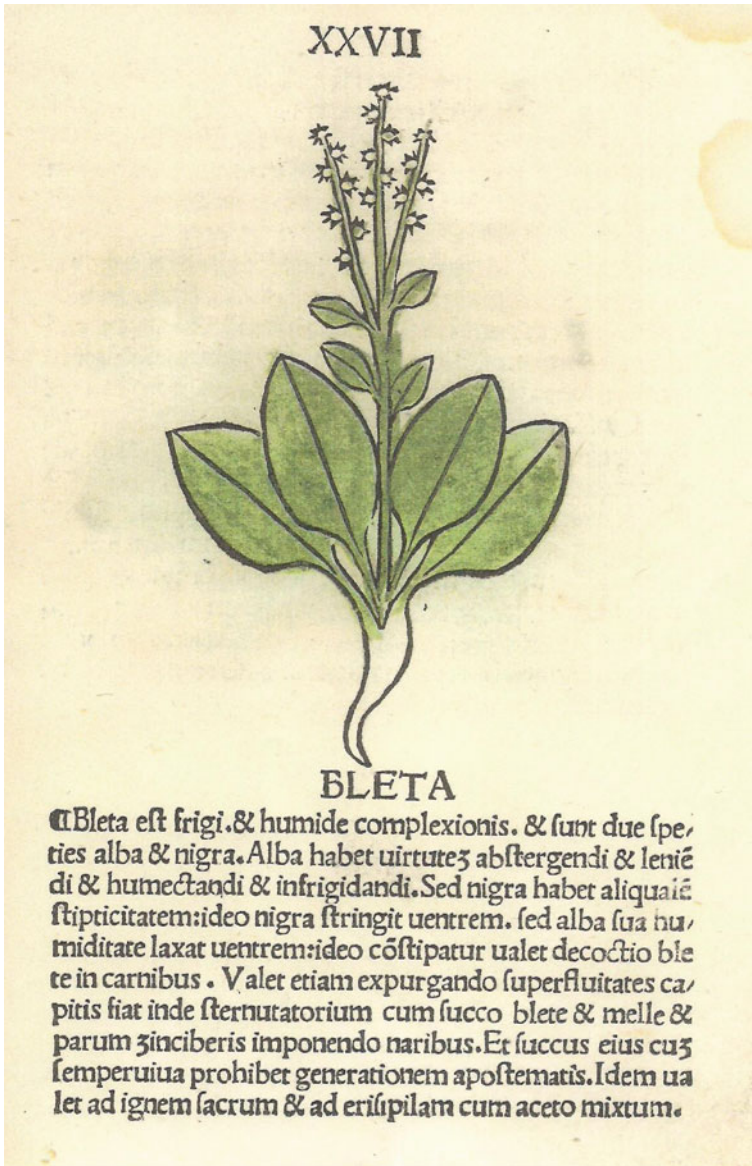 XXVII
BLETA
⁋Bleta eſt frigi.& humide complexionis. & ſunt due ſpe/
ties alba & nigra.Alba habet uirtuteʒ abſtergendi & leniē
di & humectandi & infrigidandi.Sed nigra habet aliquaiē
ſtipticitatem:ideo nigra ſtringit uentrem. ſed alba ſua hu/
miditate laxat uentrem:ideo cōſtipatur ualet decoctio ble
te in carnibus . Valet etiam expurgando ſuperfluitates ca/
pitis fiat inde ſternutatorium cum ſucco blete & melle &
parum ʒinciberis imponendo naribus.Et ſuccus eius cuʒ
ſemperuiua prohibet generationem apoſtematis.Idem ua
let ad ignem ſacrum & ad eriſipilam cum aceto mixtum.